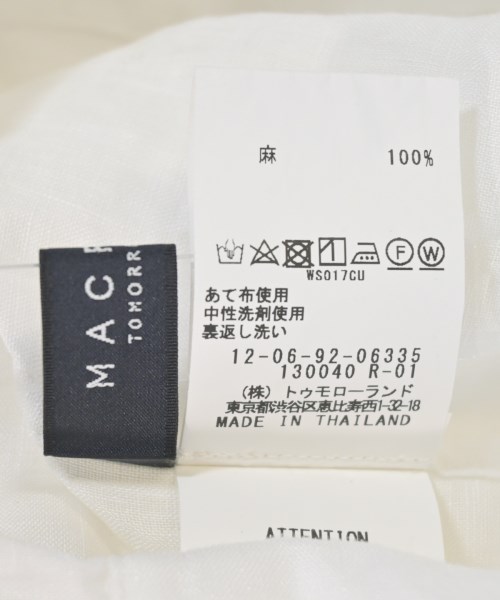 麻 100%
WS017CU
あて布使用
中性洗剤使用
裏返し洗い
12-06-92-06335
130040 R-01
(株) トゥモローランド
東京都渋谷区恵比寿西1-32-18
MADE IN THAILAND
ATTENTION